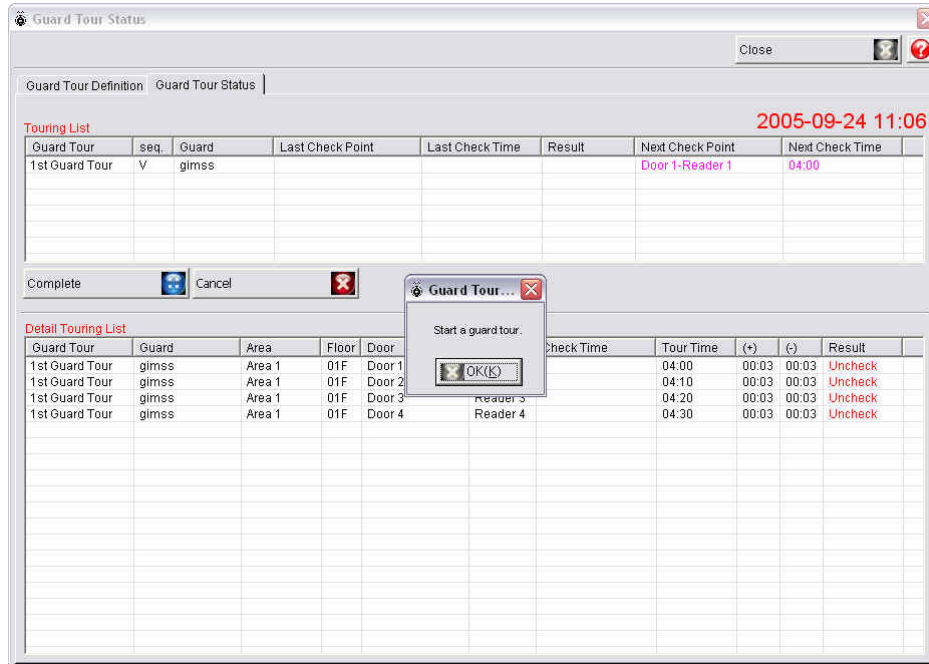 Guard Tour Status
Close
Guard Tour Definition Guard Tour Status
2005-09-24 11:06
Touring List
Guard Tour seq. Guard Last Check Point Last Check Time Result Next Check Point Next Check Time
1st Guard Tour V gimss Door 1-Reader 1 04:00
Complete Cancel
Guard Tour...
Start a guard tour.
OK(K)
Detail Touring List
Guard Tour Guard Area Floor Door Check Time Tour Time (+) (-) Result
1st Guard Tour gimss Area 1 01F Door 1 04:00 00:03 00:03 Uncheck
1st Guard Tour gimss Area 1 01F Door 2 04:10 00:03 00:03 Uncheck
1st Guard Tour gimss Area 1 01F Door 3 Reader 3 04:20 00:03 00:03 Uncheck
1st Guard Tour gimss Area 1 01F Door 4 Reader 4 04:30 00:03 00:03 Uncheck